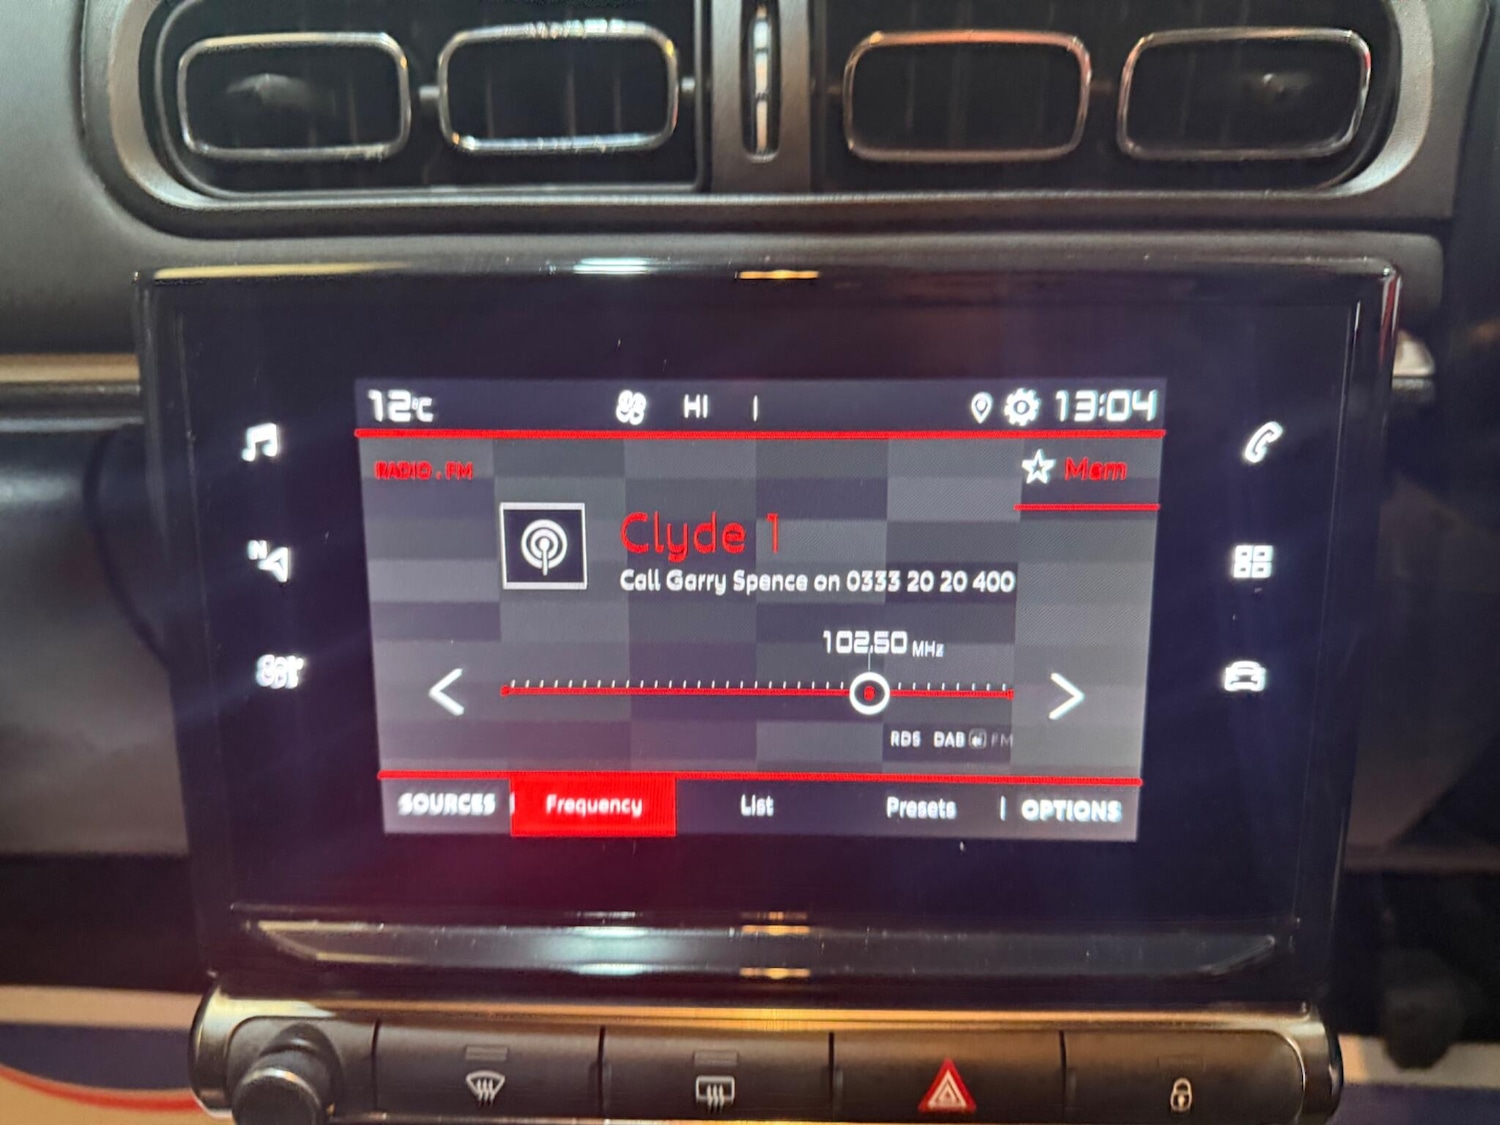 12°C HI | 13:04
RADIO . FM
Mem
Clyde 1
Call Garry Spence on 0333 20 20 400
102.50 MHz
N
RDS DAB FM
SOURCES | Frequency List Presets | OPTIONS